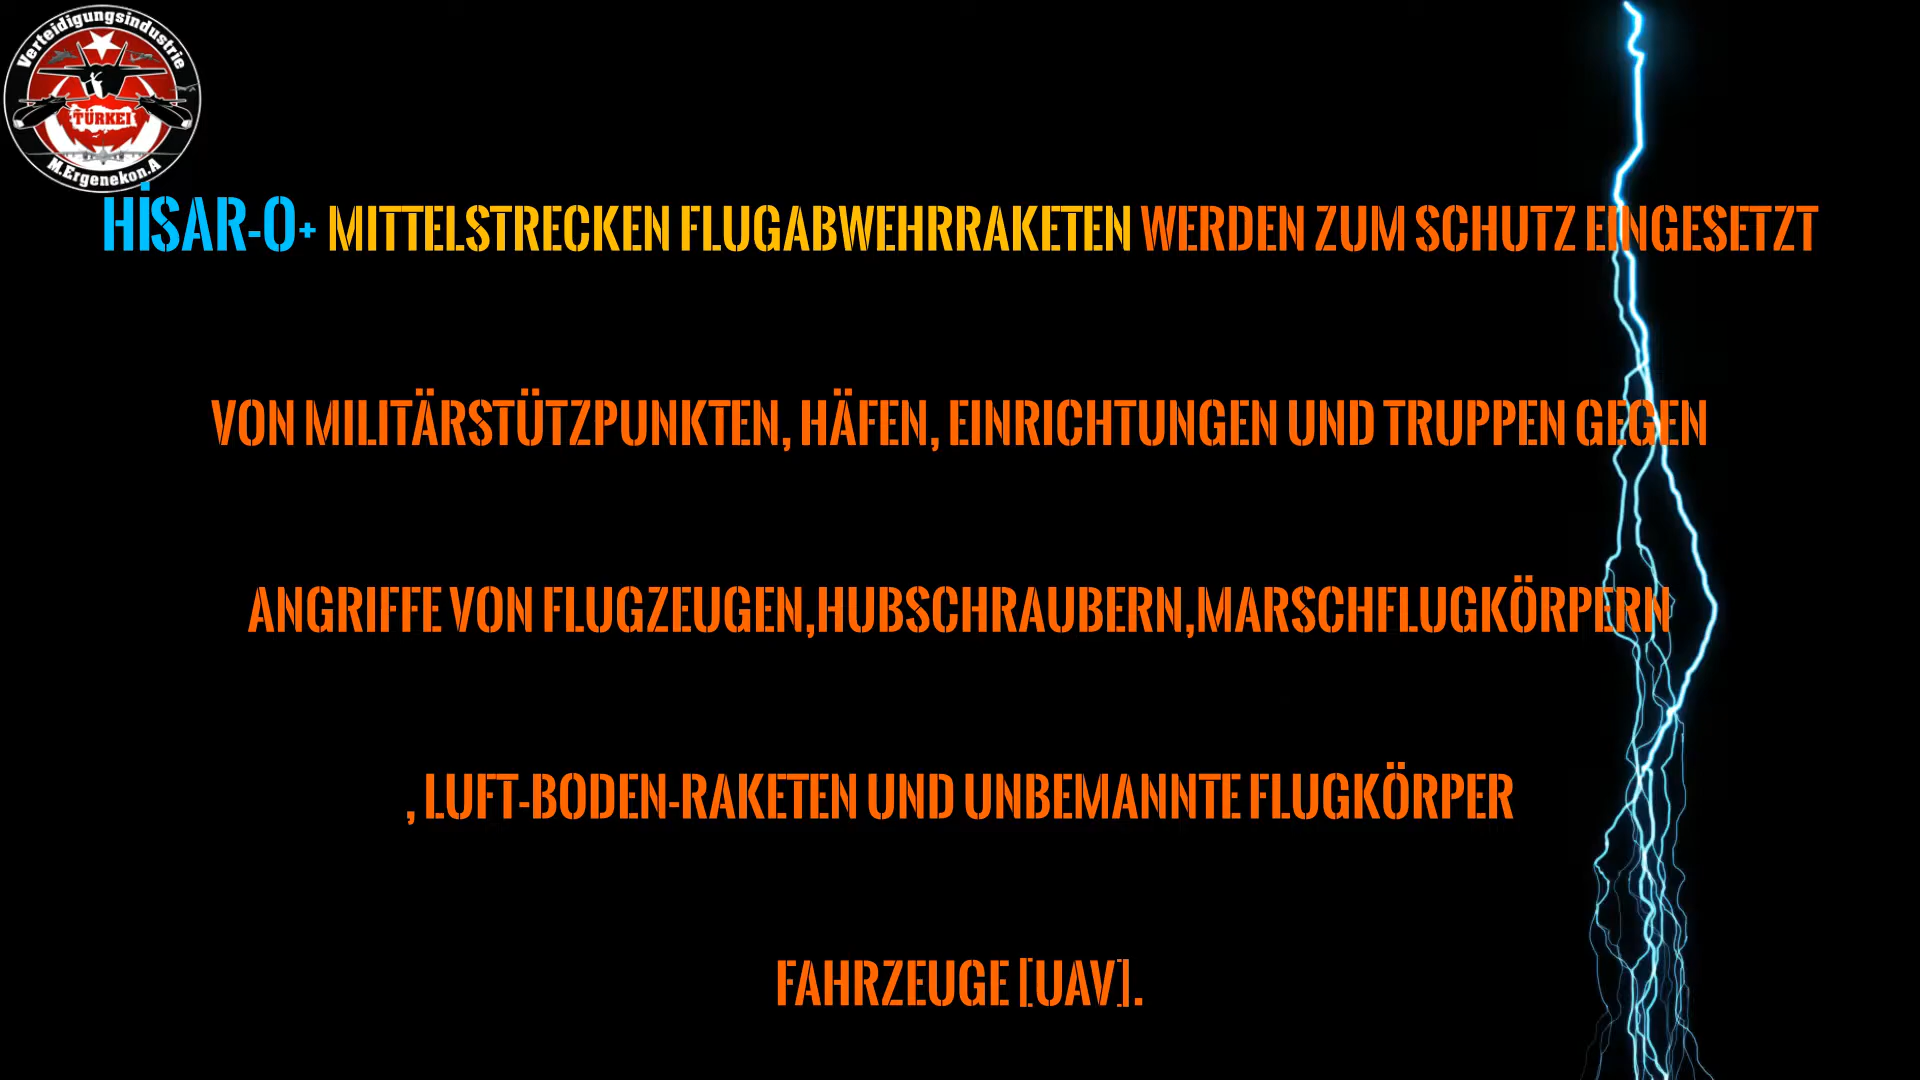 Verteidigungsindustrie
TÜRKEI
M.Ergenekon.A
HİSAR-O+ MITTELSTRECKEN FLUGABWEHRRAKETEN WERDEN ZUM SCHUTZ EINGESETZT
VON MILITÄRSTÜTZPUNKTEN, HÄFEN, EINRICHTUNGEN UND TRUPPEN GEGEN
ANGRIFFE VON FLUGZEUGEN,HUBSCHRAUBERN,MARSCHFLUGKÖRPERN
, LUFT-BODEN-RAKETEN UND UNBEMANNTE FLUGKÖRPER
FAHRZEUGE [UAV].